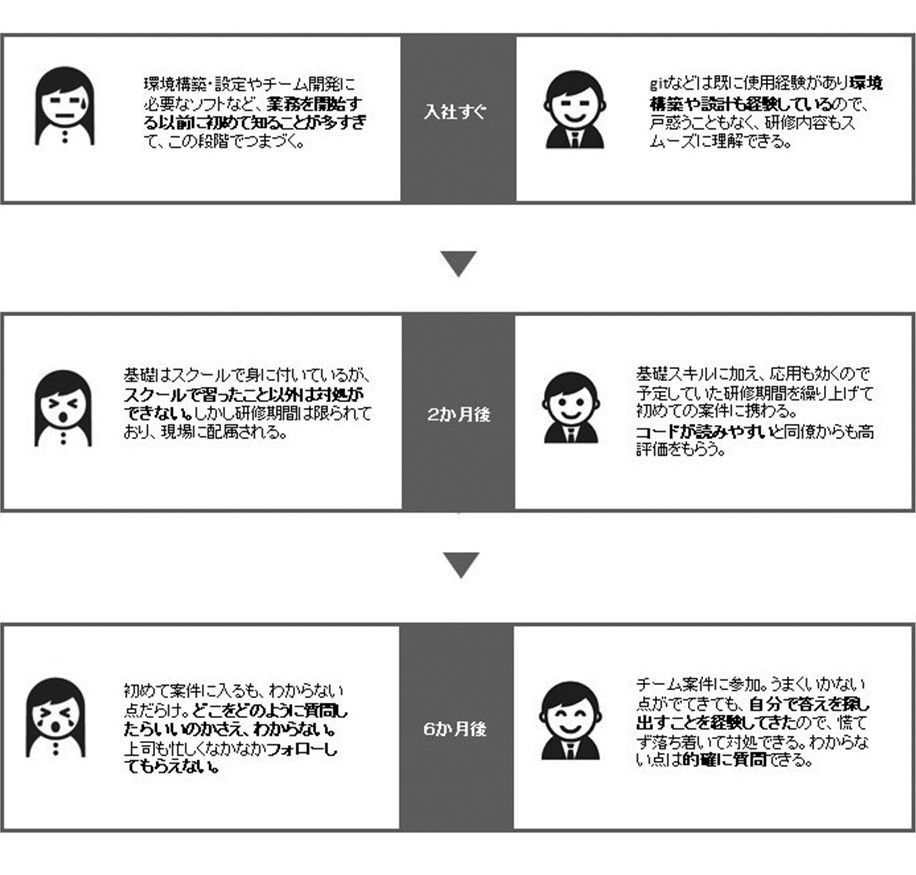 環境構築・設定やチーム開発に
必要なソフトなど、業務を開始す
る以前に初めて知ることが多すぎ
て、この段階でつまづく。
入社すぐ
gitなどは既に使用経験があり環境
構築や設計も経験しているので、
戸惑うこともなく、研修内容もス
ムーズに理解できる。
基礎はスクールで身に付いているが、
スクールで習ったこと以外は対処が
できない。しかし研修期間は限られて
おり、現場に配属される。
2か月後
基礎スキルに加え、応用も効くので
予定していた研修期間を繰り上げて
初めての案件に携わる。
コードが読みやすいと同僚からも高
評価をもらう。
初めて案件に入るも、わからない
点だらけ。どこをどのように質問し
たらいいのかさえ、わからない。
上司も忙しくなかなかフォローし
てもらえない。
6か月後
チーム案件に参加。うまくいかない
点がでてきても、自分で答えを探し
出すことを経験してきたので、慌て
ず落ち着いて対処できる。わからな
い点は的確に質問できる。